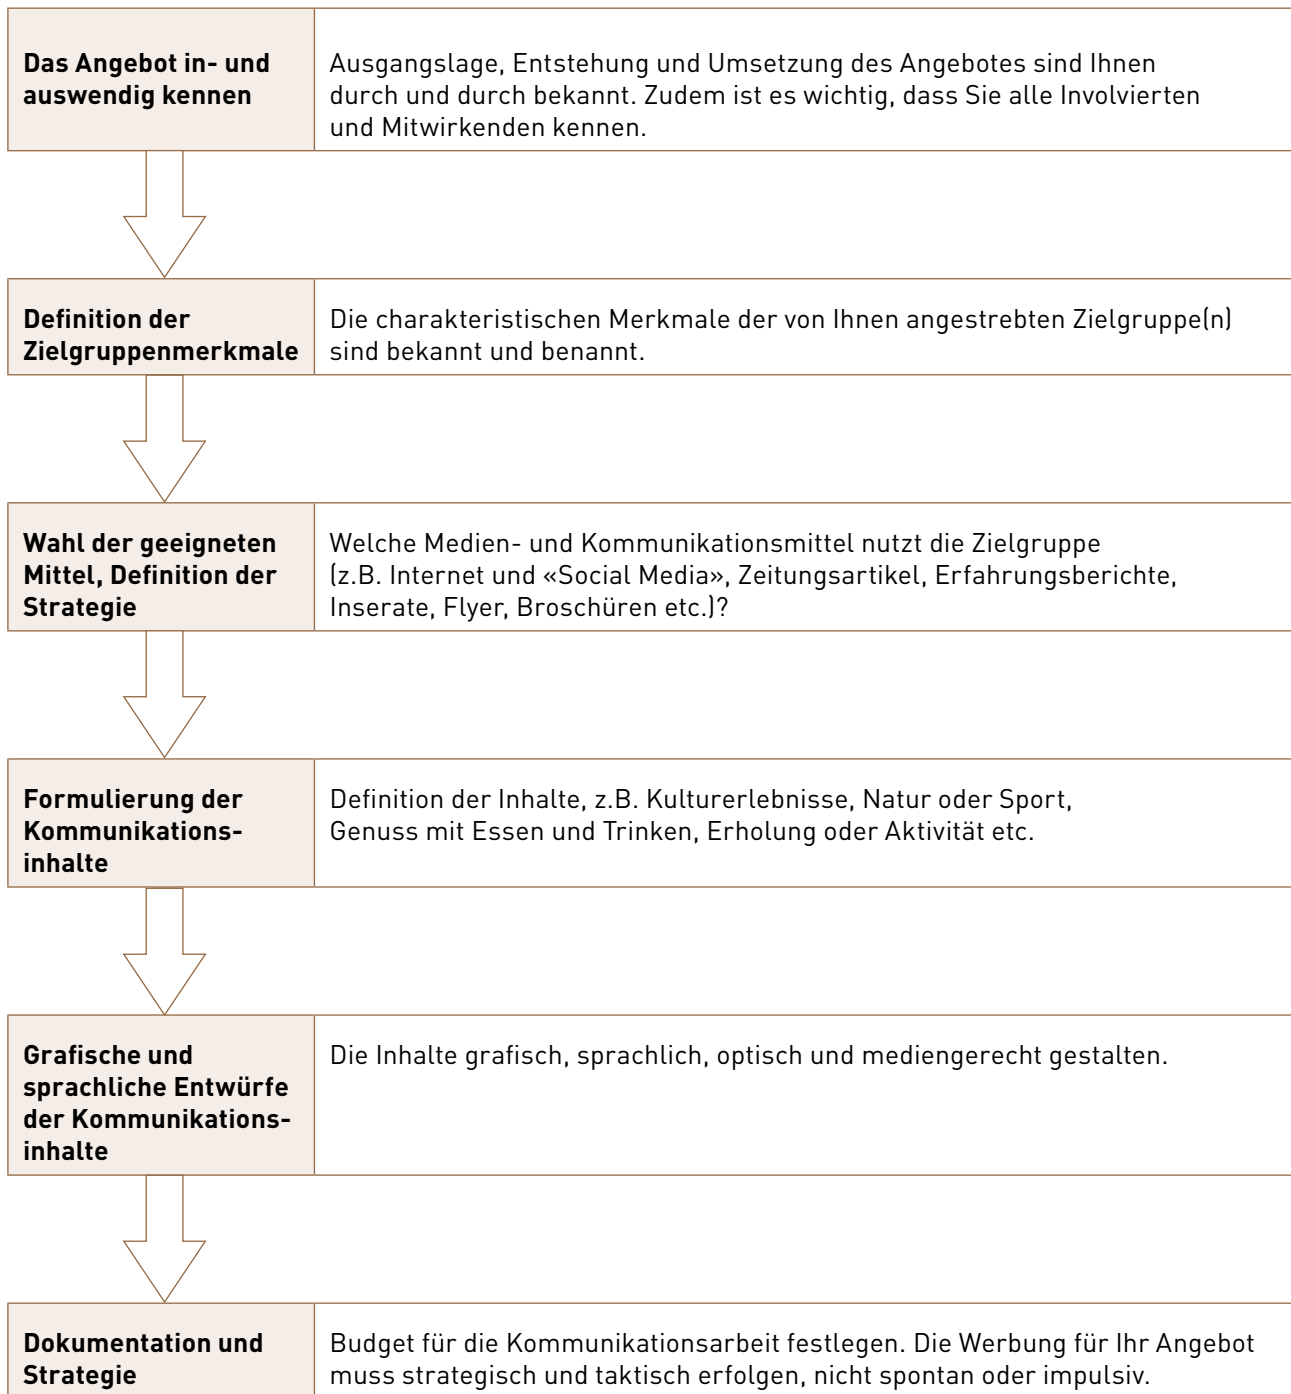 Das Angebot in- und
auswendig kennen
Ausgangslage, Entstehung und Umsetzung des Angebotes sind Ihnen
durch und durch bekannt. Zudem ist es wichtig, dass Sie alle Involvierten
und Mitwirkenden kennen.
Definition der
Zielgruppenmerkmale
Die charakteristischen Merkmale der von Ihnen angestrebten Zielgruppe(n)
sind bekannt und benannt.
Wahl der geeigneten
Mittel, Definition der
Strategie
Welche Medien- und Kommunikationsmittel nutzt die Zielgruppe
(z.B. Internet und «Social Media», Zeitungsartikel, Erfahrungsberichte,
Inserate, Flyer, Broschüren etc.)?
Formulierung der
Kommunikations-
inhalte
Definition der Inhalte, z.B. Kulturerlebnisse, Natur oder Sport,
Genuss mit Essen und Trinken, Erholung oder Aktivität etc.
Grafische und
sprachliche Entwürfe
der Kommunikations-
inhalte
Die Inhalte grafisch, sprachlich, optisch und mediengerecht gestalten.
Dokumentation und
Strategie
Budget für die Kommunikationsarbeit festlegen. Die Werbung für Ihr Angebot
muss strategisch und taktisch erfolgen, nicht spontan oder impulsiv.